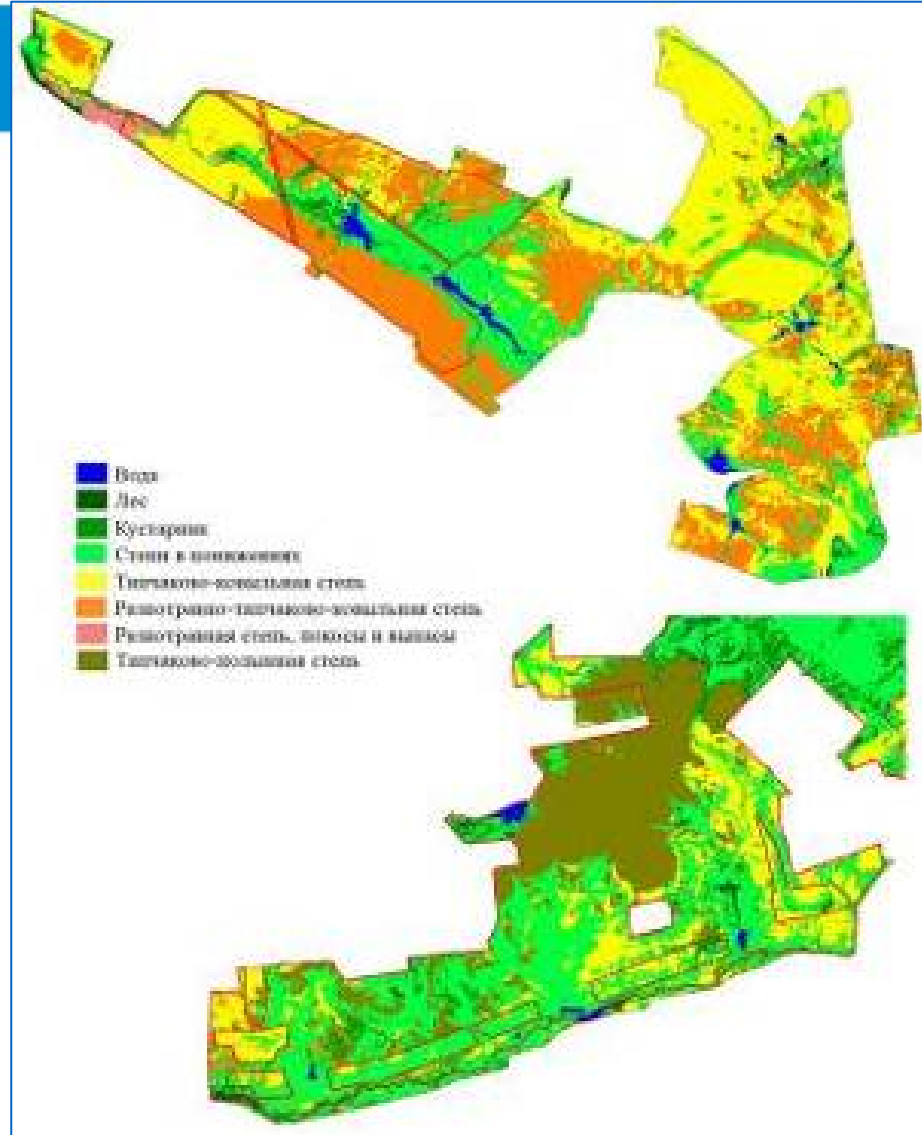 Вода
Лес
Кустарник
Степи в понижениях
Типчаково-ковыльная степь
Разнотравно-типчаково-ковыльная степь
Разнотравная степь, покосы и выпасы
Типчаково-полынная степь